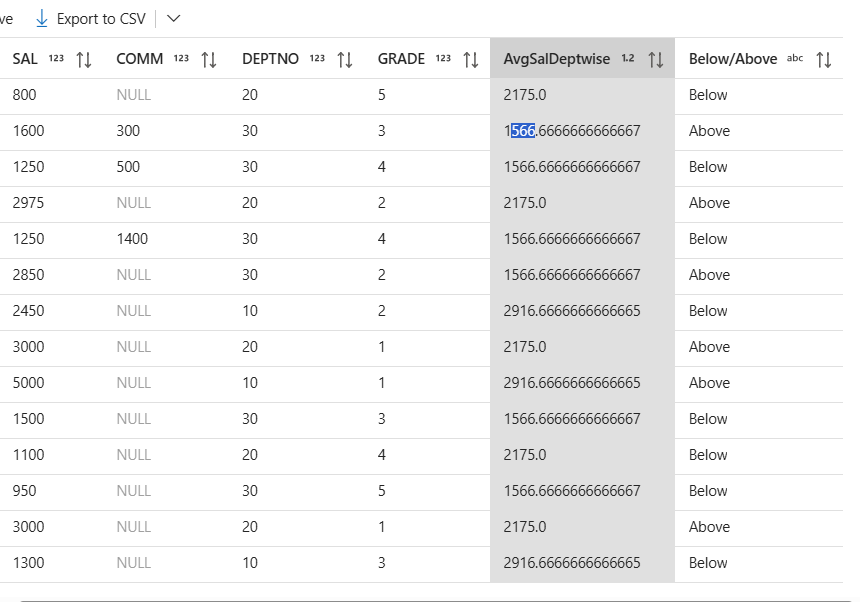 ve Export to CSV
SAL 123 COMM 123 DEPTNO 123 GRADE 123 AvgSalDeptwise 1.2 Below/Above abc
800 NULL 20 5 2175.0 Below
1600 300 30 3 1566.6666666666667 Above
1250 500 30 4 1566.6666666666667 Below
2975 NULL 20 2 2175.0 Above
1250 1400 30 4 1566.6666666666667 Below
2850 NULL 30 2 1566.6666666666667 Above
2450 NULL 10 2 2916.6666666666665 Below
3000 NULL 20 1 2175.0 Above
5000 NULL 10 1 2916.6666666666665 Above
1500 NULL 30 3 1566.6666666666667 Below
1100 NULL 20 4 2175.0 Below
950 NULL 30 5 1566.6666666666667 Below
3000 NULL 20 1 2175.0 Above
1300 NULL 10 3 2916.6666666666665 Below